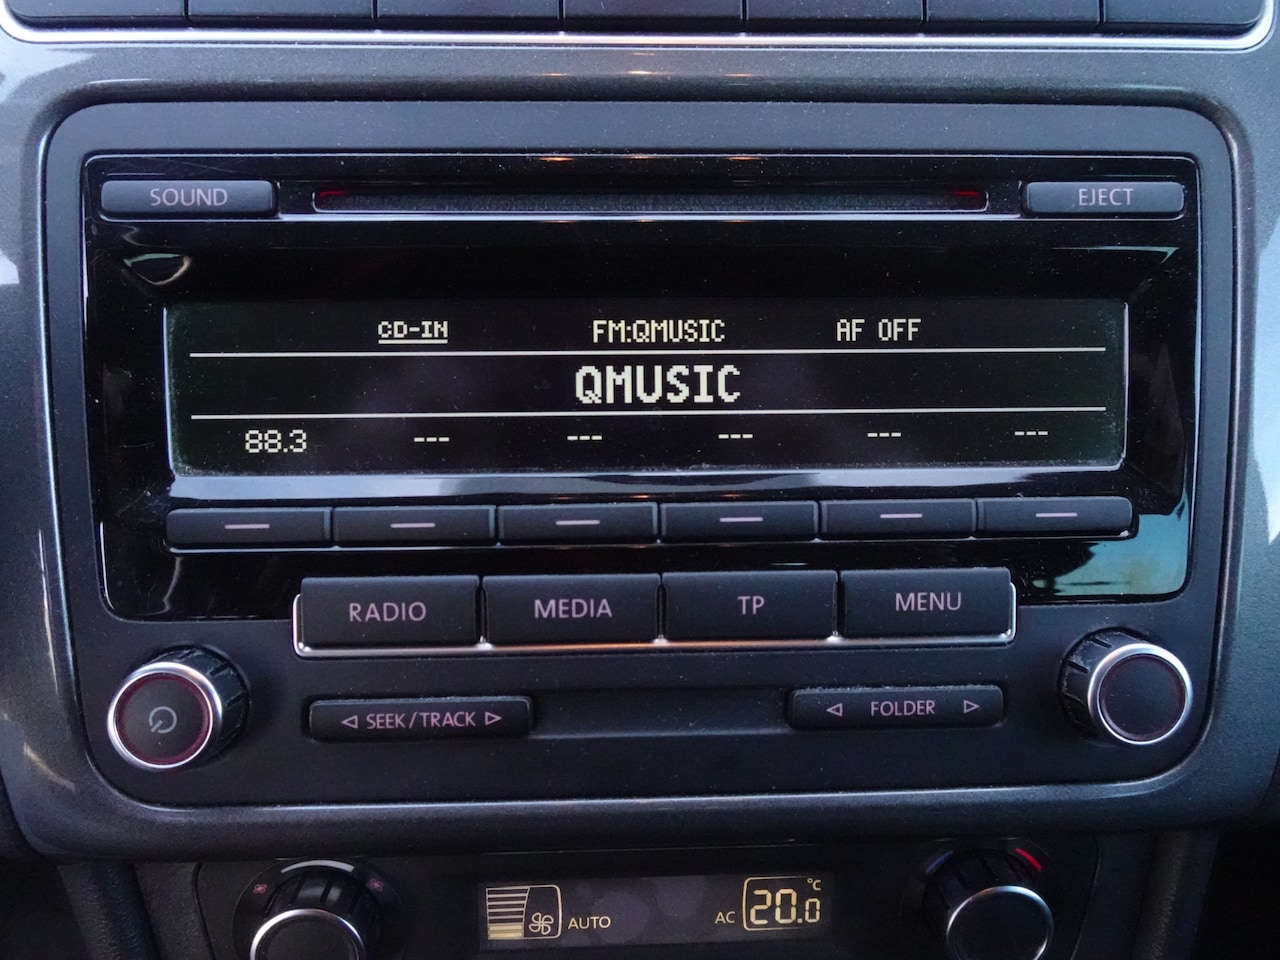 SOUND
EJECT
CD-IN FM:QMUSIC AF OFF
QMUSIC
88.3 --- --- --- --- ---
RADIO MEDIA TP MENU
SEEK/TRACK
FOLDER
AUTO
AC 20.0 °C